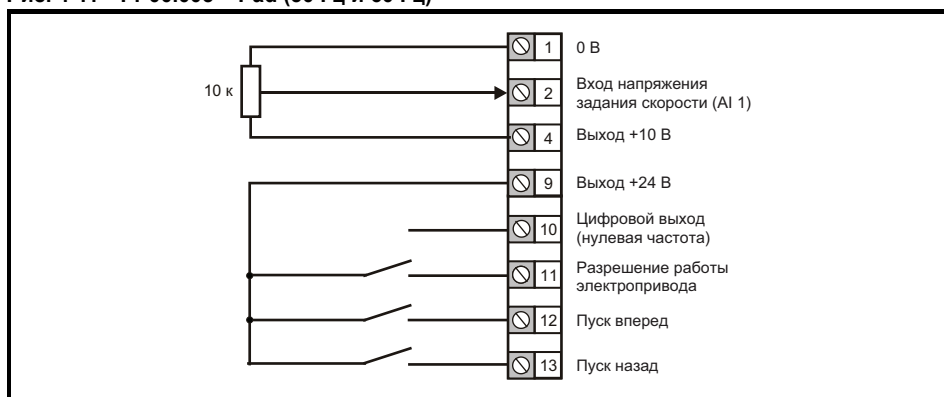 1 0 В
10 к
2 Вход напряжения
задания скорости (AI 1)
4 Выход +10 В
9 Выход +24 В
10 Цифровой выход
(нулевая частота)
11 Разрешение работы
электропривода
12 Пуск вперед
13 Пуск назад